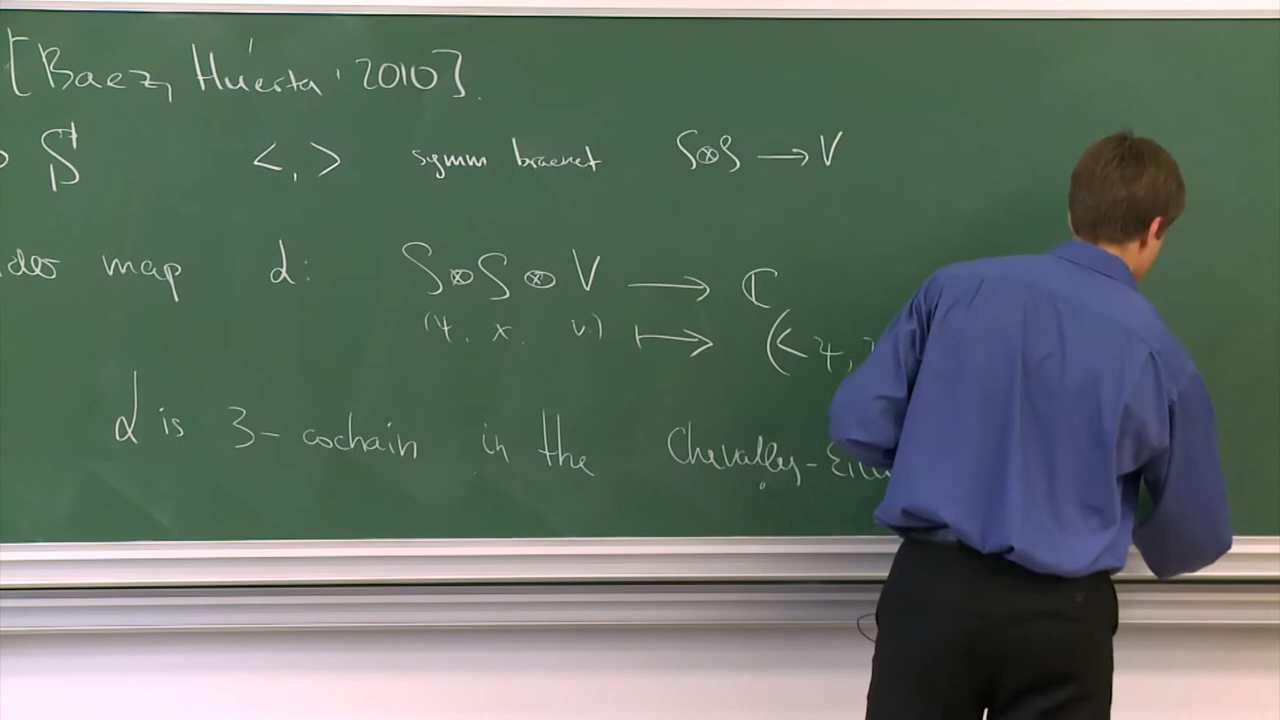 [Baez, Huerta '2010].
S < , > symm bracket S⊗S → V
map α: S⊗S⊗V → ℂ
(ψ, χ, v) ↦ (<ψ,
α is 3-cochain in the Chevalley-